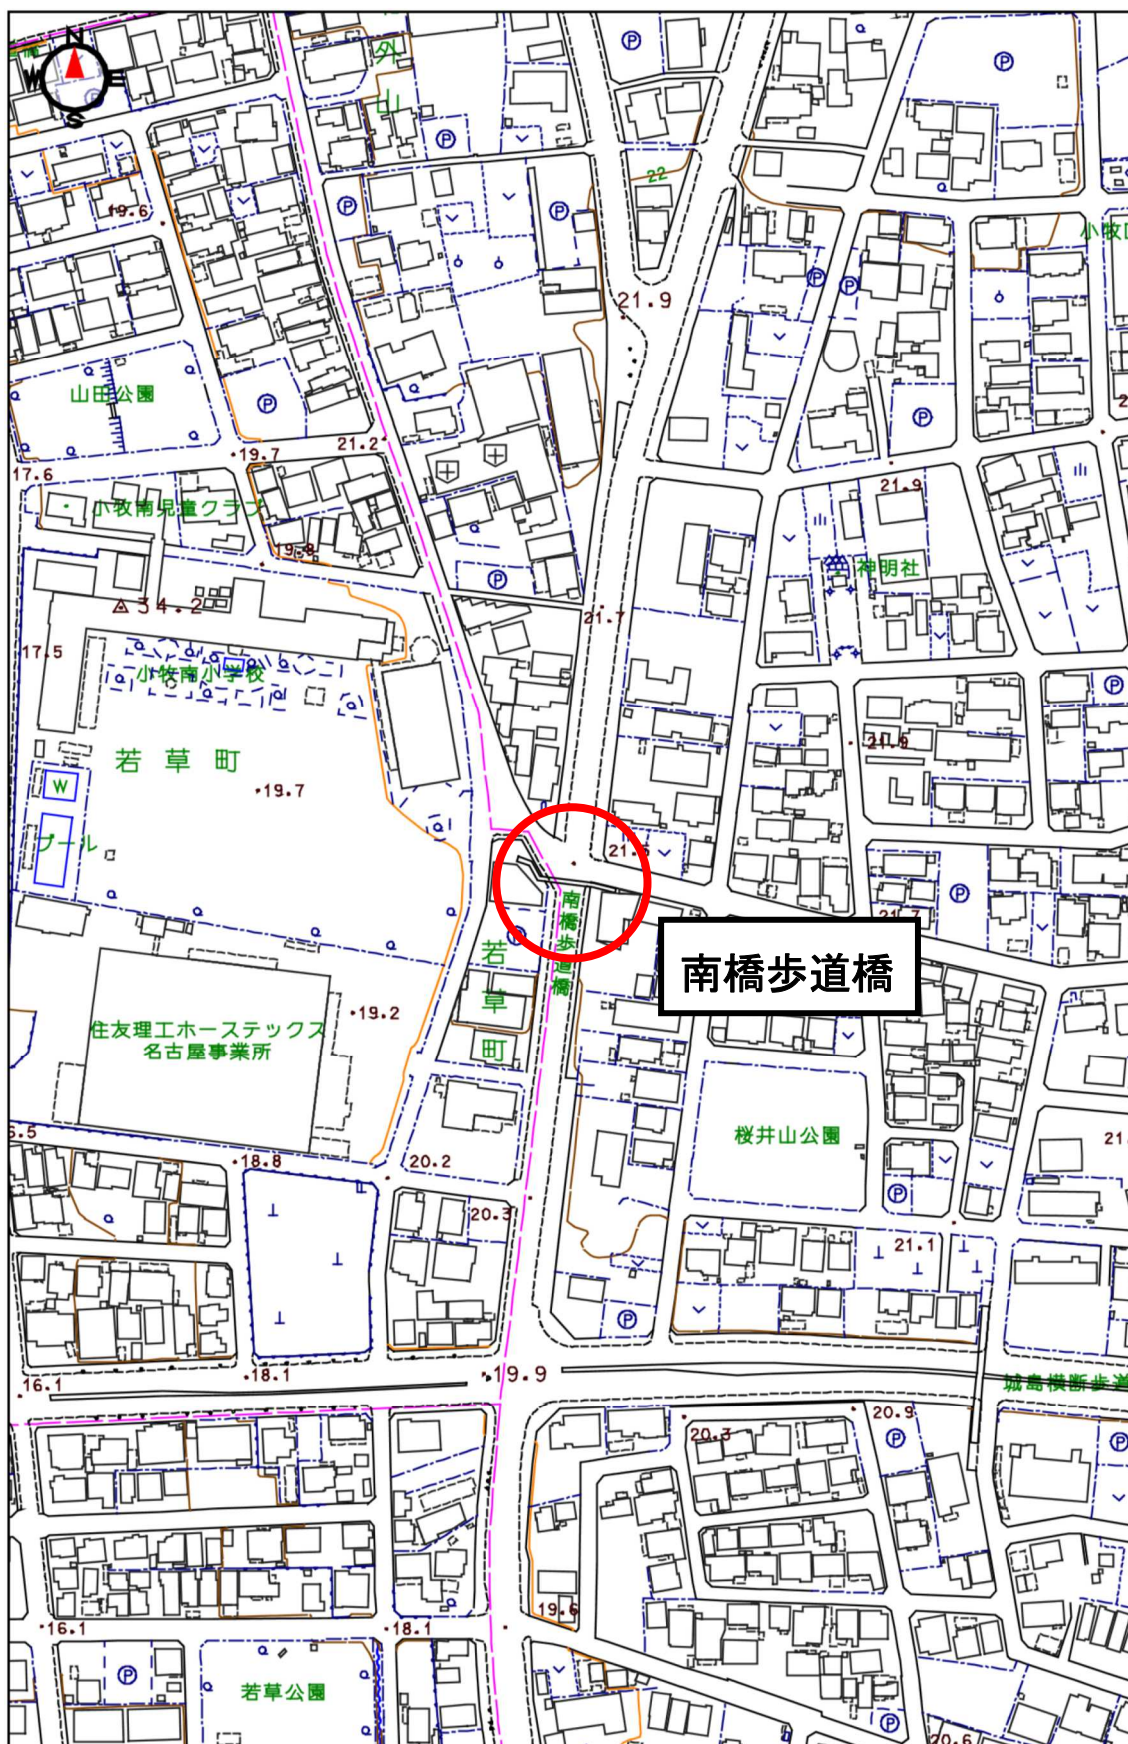 N
W
E
S
外山
P
P
P
22
19.6
P
P
小牧
21.9
P
P
山田公園
P
P
21.2
19.7
17.6
21.9
小牧南児童クラブ
19.8
神明社
P
34.2
21.7
17.5
小牧南小学校
P
若草町
21.9
W
19.7
プール
21.5
P
南橋歩道橋
21.7
P
若草町
南橋歩道橋
19.2
住友理工ホーステックス
名古屋事業所
桜井山公園
21.
18.8
20.2
P
20.3
21.1
P
19.9
18.1
16.1
城島横断歩道
20.9
20.3
P
P
19.6
16.1
18.1
P
若草公園
P
20.6